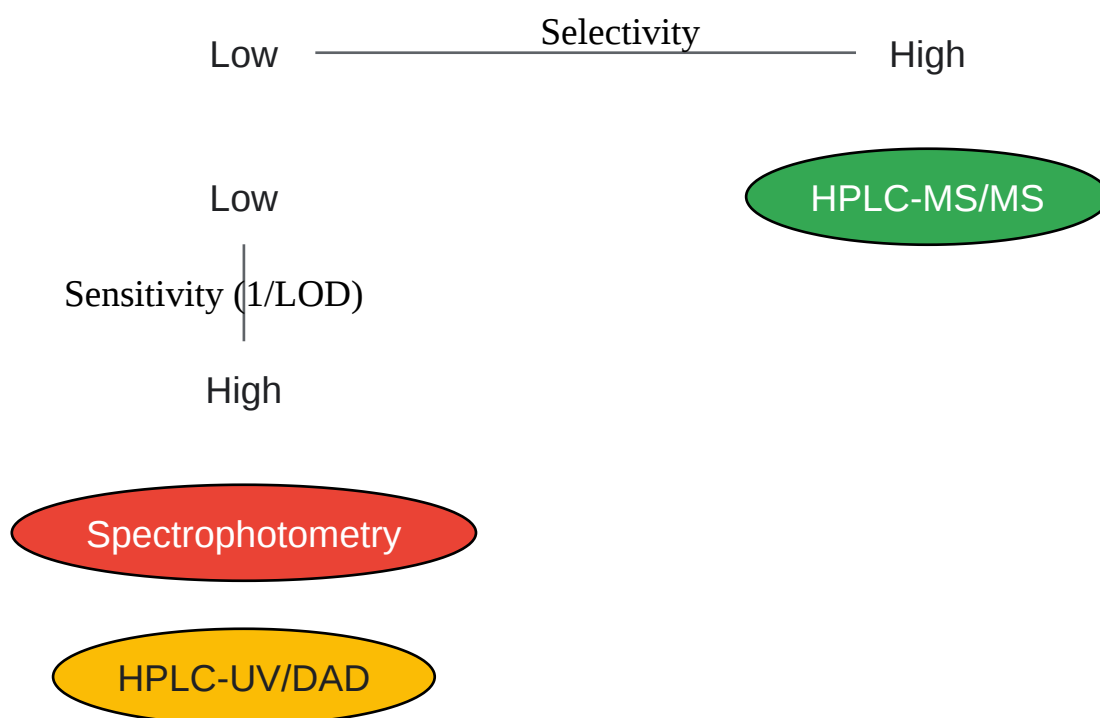 Selectivity
Low
High
Low
HPLC-MS/MS
Sensitivity (1/LOD)
High
Spectrophotometry
HPLC-UV/DAD